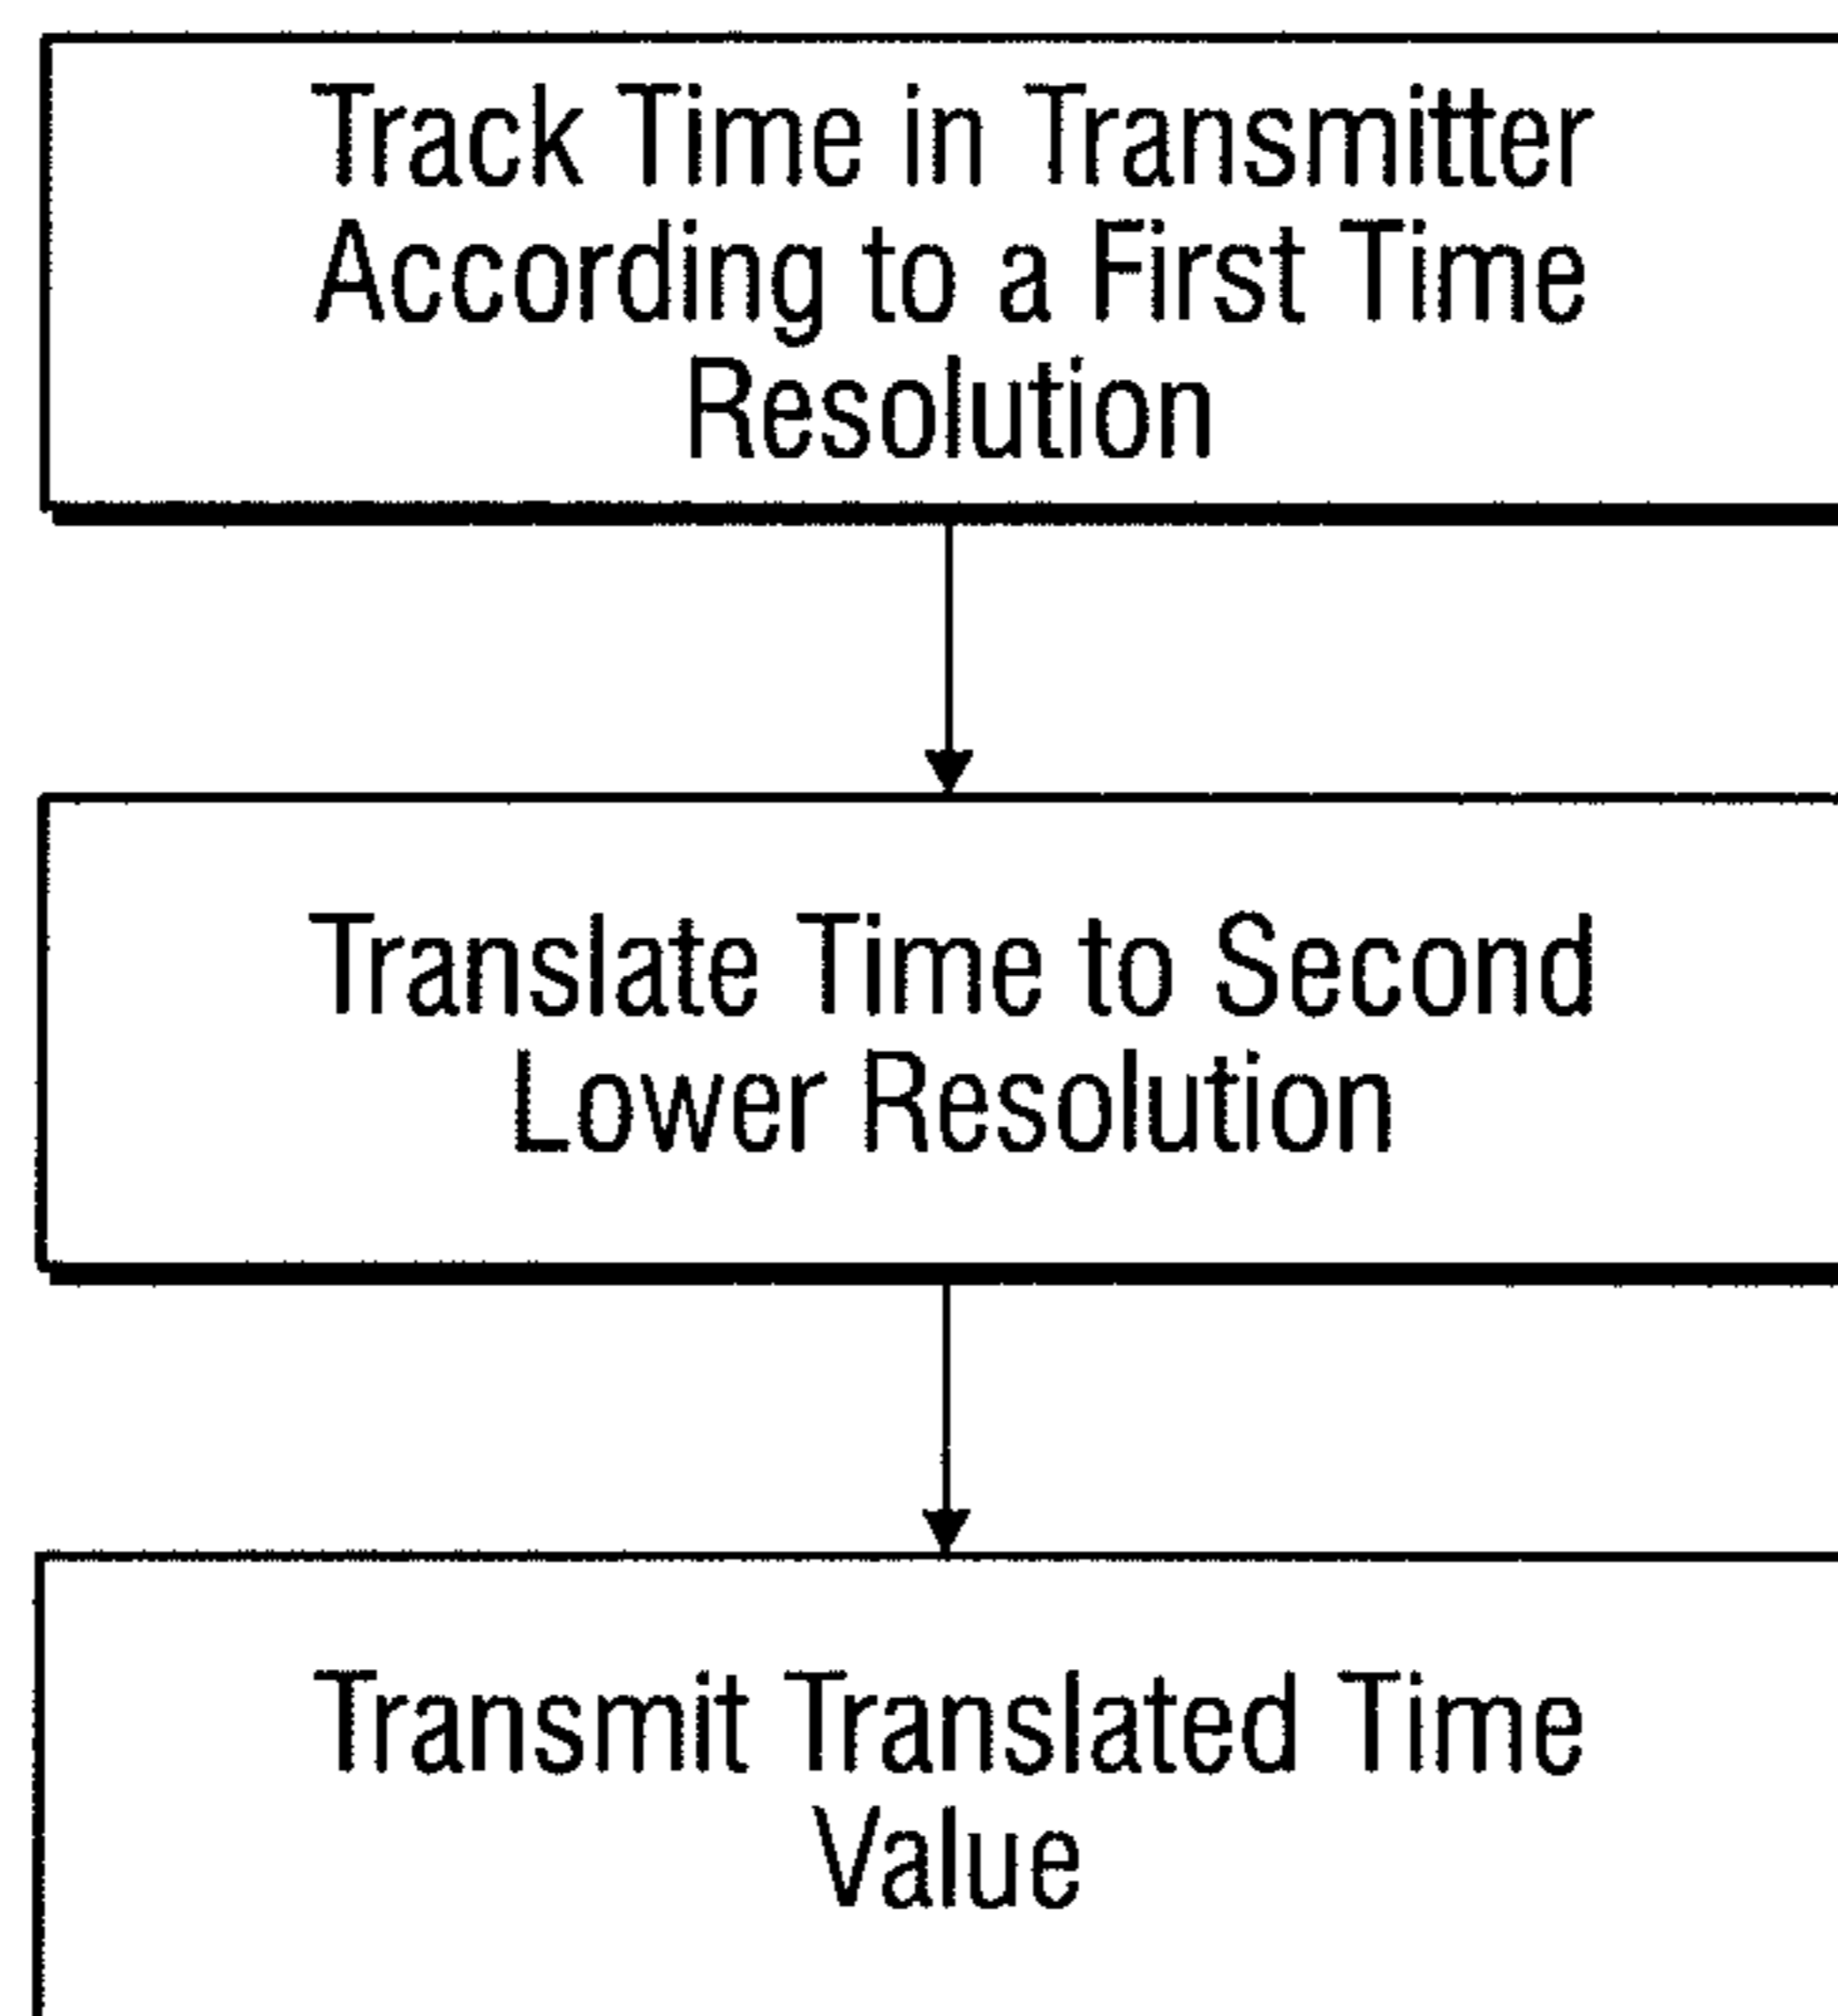 Track Time in Transmitter
According to a First Time
Resolution
Translate Time to Second
Lower Resolution
Transmit Translated Time
Value